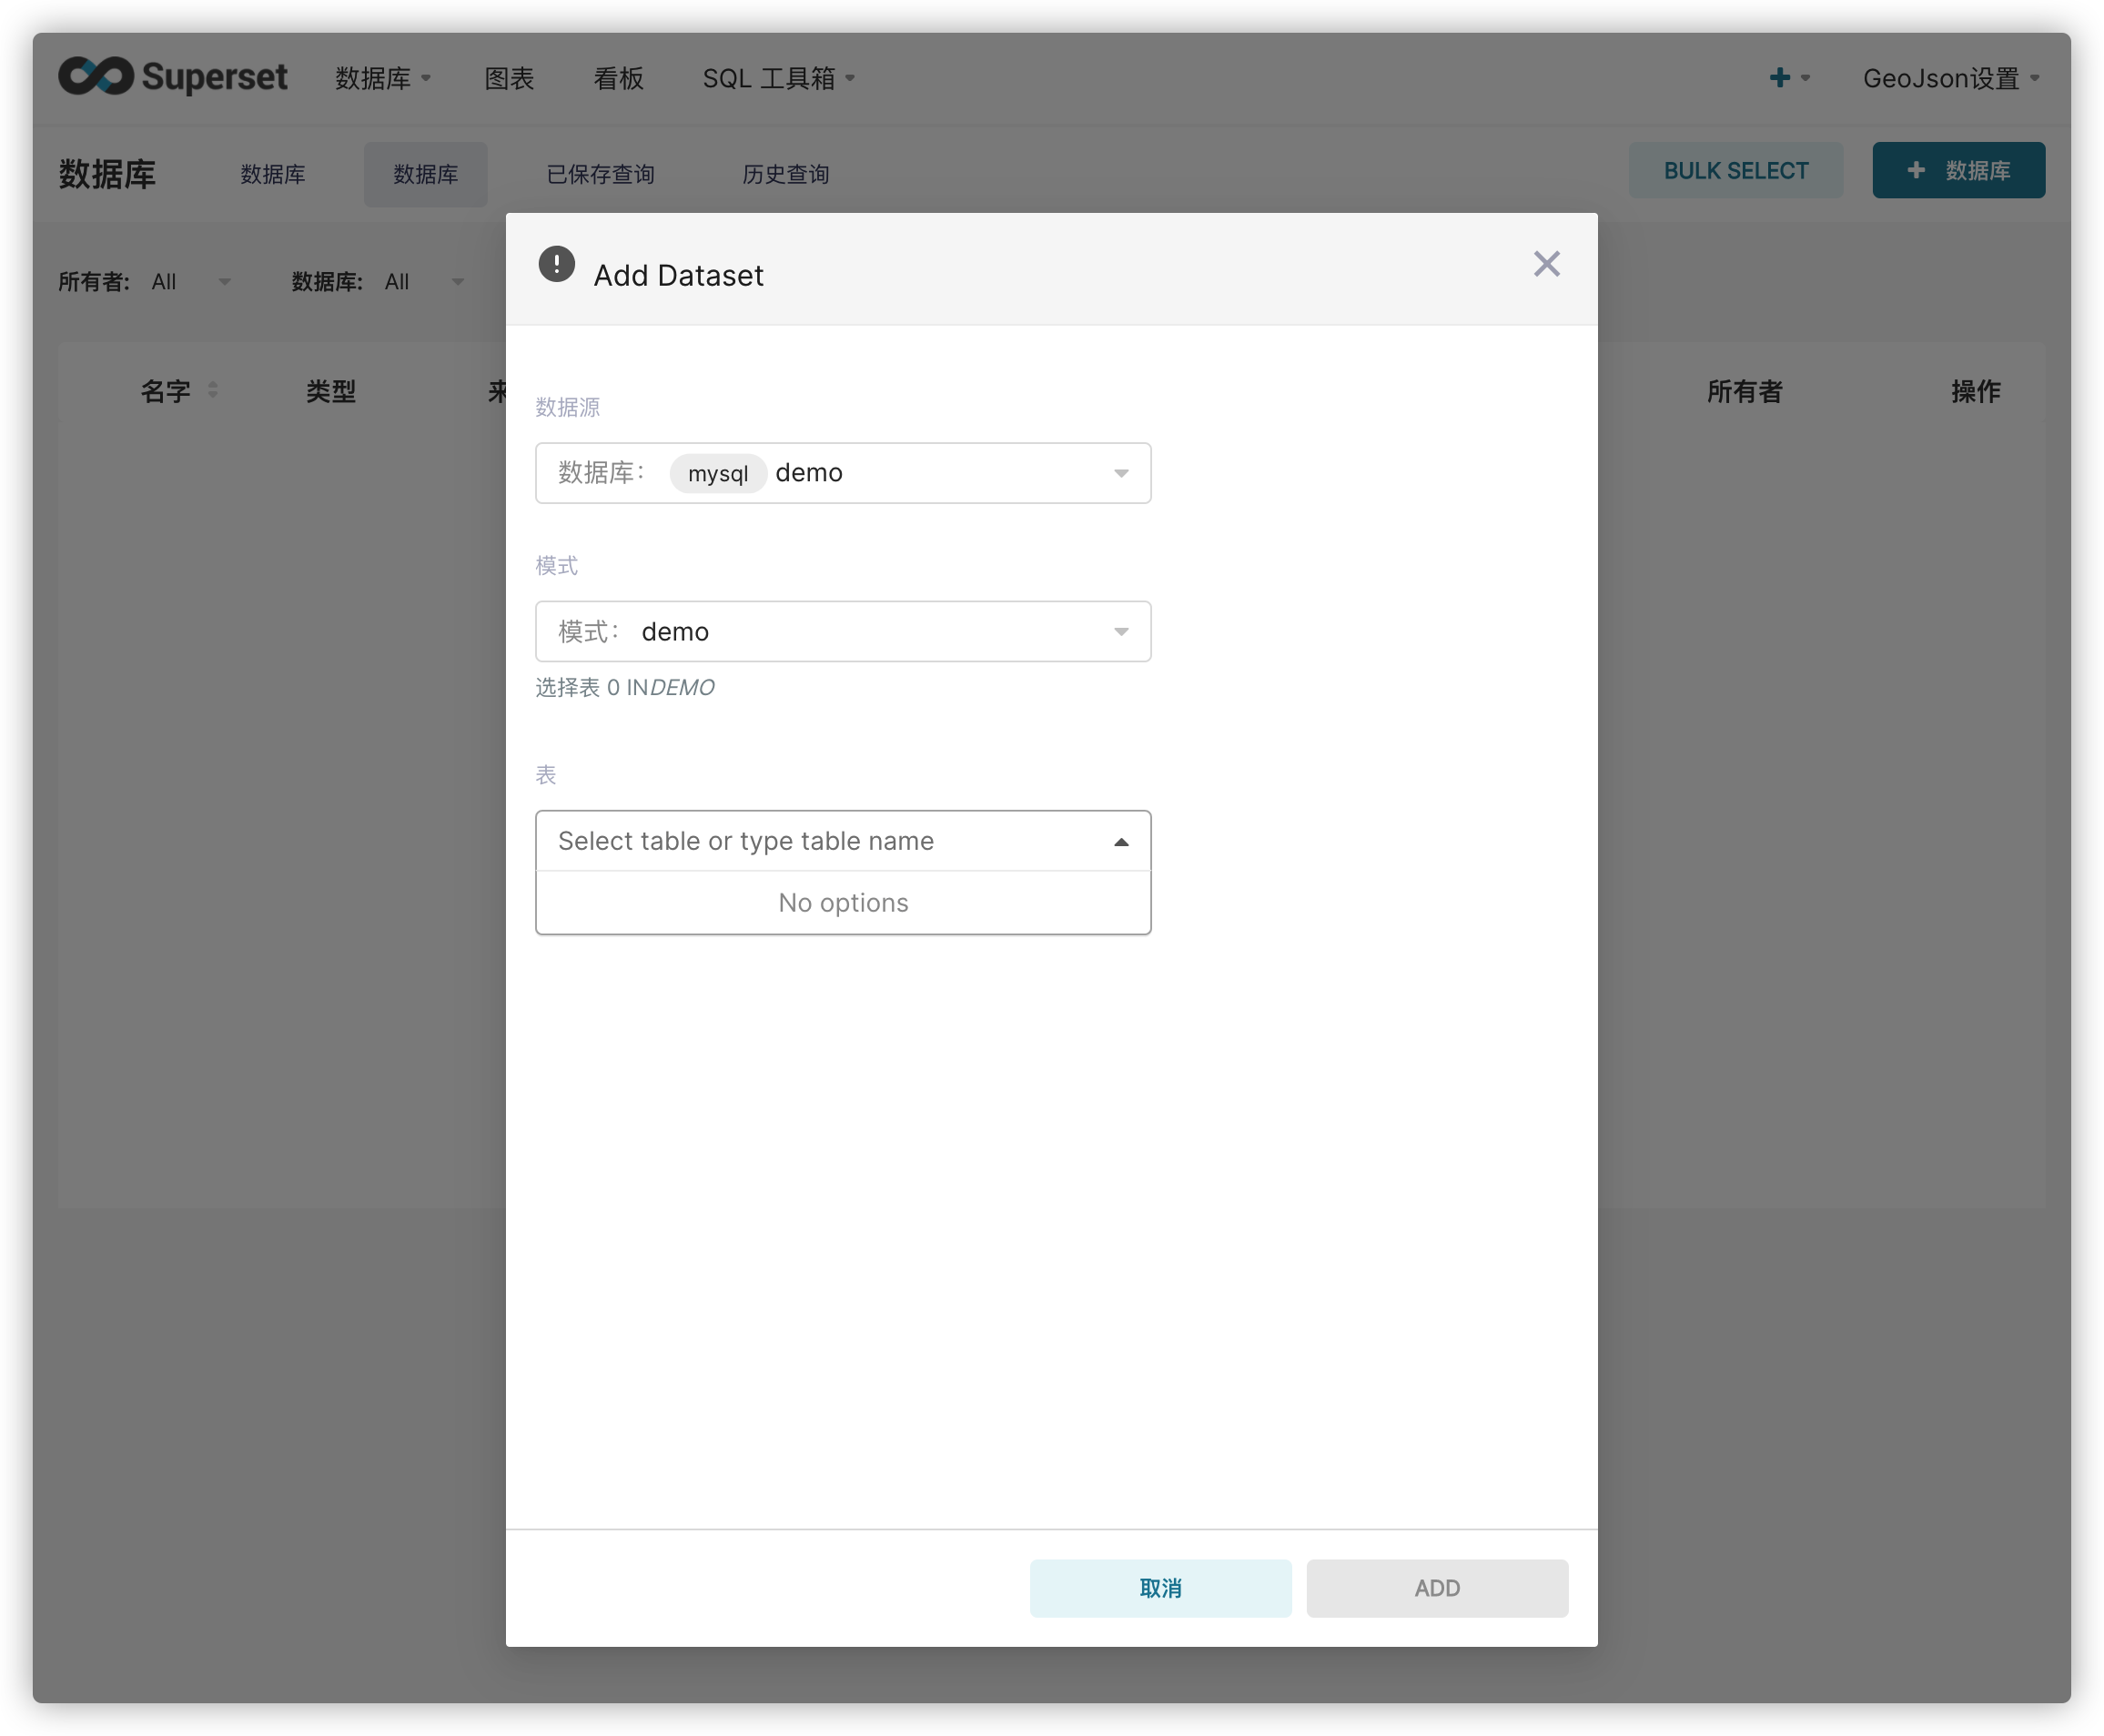 Superset 数据库 图表 看板 SQL 工具箱 GeoJson设置
数据库 数据库 数据库 已保存查询 历史查询 BULK SELECT + 数据库
所有者: All 数据库: All
Add Dataset
名字 类型 来 所有者 操作
数据源
数据库: mysql demo
模式
模式: demo
选择表 0 INDEMO
表
Select table or type table name
No options
取消 ADD